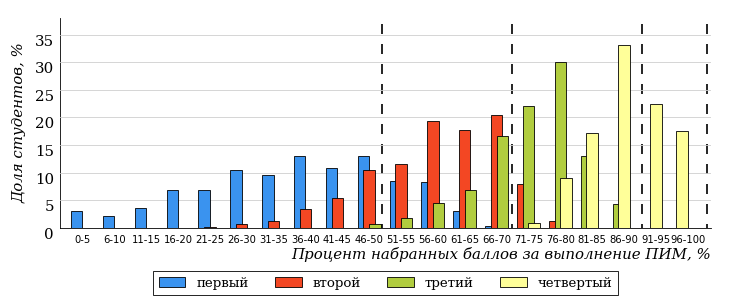 Доля студентов, %
35
30
25
20
15
10
5
0
0-5 6-10 11-15 16-20 21-25 26-30 31-35 36-40 41-45 46-50 51-55 56-60 61-65 66-70 71-75 76-80 81-85 86-90 91-95 96-100
Процент набранных баллов за выполнение ПИМ, %
первый второй третий четвертый